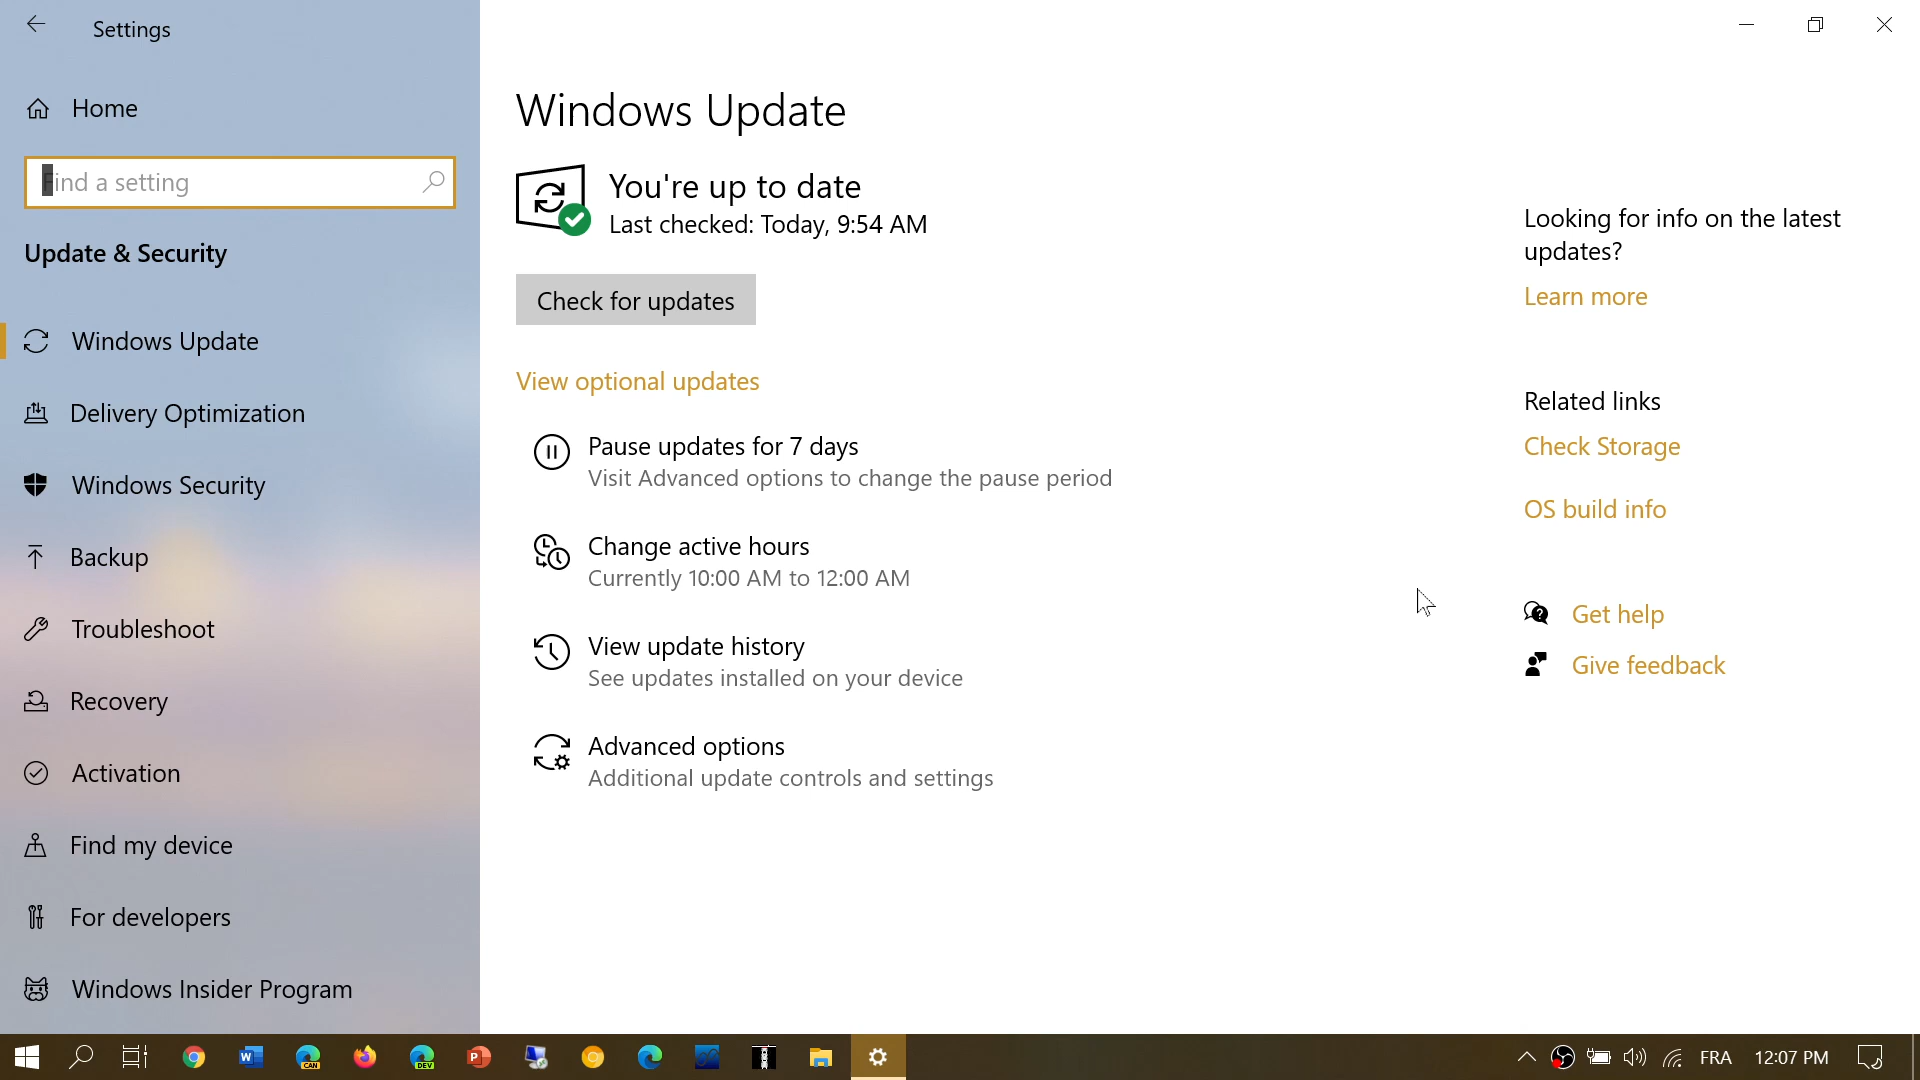 Settings
Home
Find a setting
Update & Security
Windows Update
Delivery Optimization
Windows Security
Backup
Troubleshoot
Recovery
Activation
Find my device
For developers
Windows Insider Program
Windows Update
You're up to date
Last checked: Today, 9:54 AM
Check for updates
View optional updates
Pause updates for 7 days
Visit Advanced options to change the pause period
Change active hours
Currently 10:00 AM to 12:00 AM
View update history
See updates installed on your device
Advanced options
Additional update controls and settings
Looking for info on the latest
updates?
Learn more
Related links
Check Storage
OS build info
Get help
Give feedback
W
CAN
DEV
P
FRA
12:07 PM